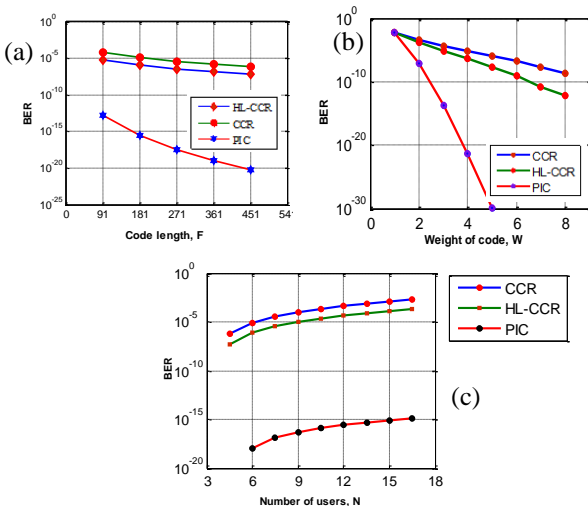 (a)
BER
10^0
10^-5
10^-10
10^-15
10^-20
10^-25
0 91 181 271 361 451 54
Code length, F
HL-CCR
CCR
PIC
(b)
BER
10^0
10^-10
10^-20
10^-30
0 2 4 6 8
Weight of code, W
CCR
HL-CCR
PIC
(c)
BER
10^0
10^-5
10^-10
10^-15
10^-20
3 6 9 12 15 18
Number of users, N
CCR
HL-CCR
PIC